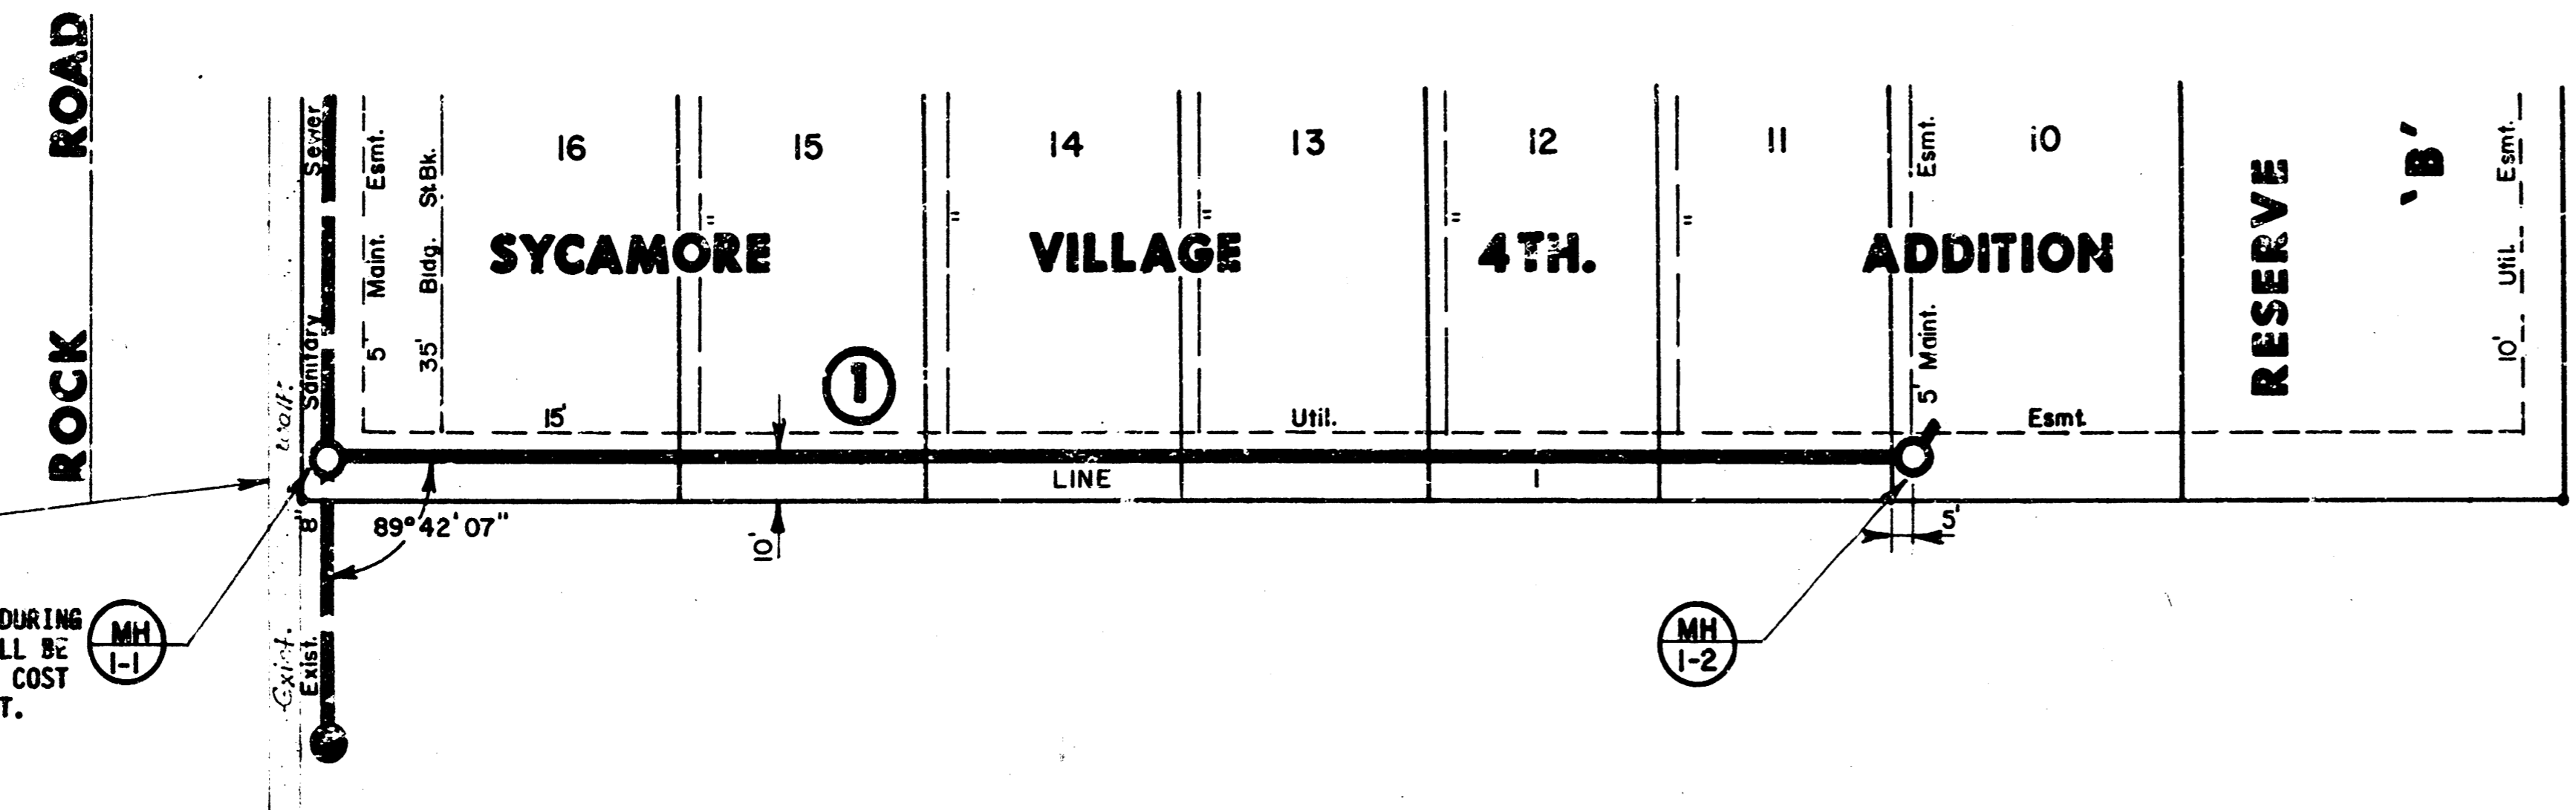 ROCK ROAD
Exist. 8" Sanitary Sewer
Exist. Walk.
5' Maint. Esmt.
35' Bldg. St.Bk.
16
15
14
13
12
11
10
"
"
"
"
"
SYCAMORE VILLAGE 4TH. ADDITION
RESERVE 'B'
5' Maint. Esmt.
10' Util. Esmt.
1
15' Util. Esmt.
LINE 1
89°42'07"
10'
5'
DURING
LL BE
COST
T.
MH
1-1
MH
1-2